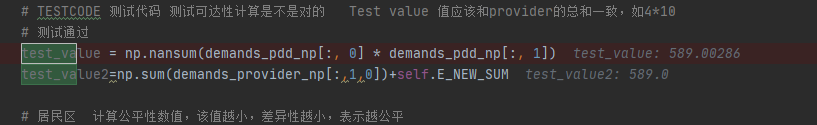 # TESTCODE 测试代码 测试可达性计算是不是对的   Test value 值应该和provider的总和一致，如4*10
# 测试通过
test_value = np.nansum(demands_pdd_np[:, 0] * demands_pdd_np[:, 1])  test_value: 589.00286
test_value2=np.sum(demands_provider_np[:,1,0])+self.E_NEW_SUM  test_value2: 589.0
# 居民区  计算公平性数值，该值越小，差异性越小，表示越公平